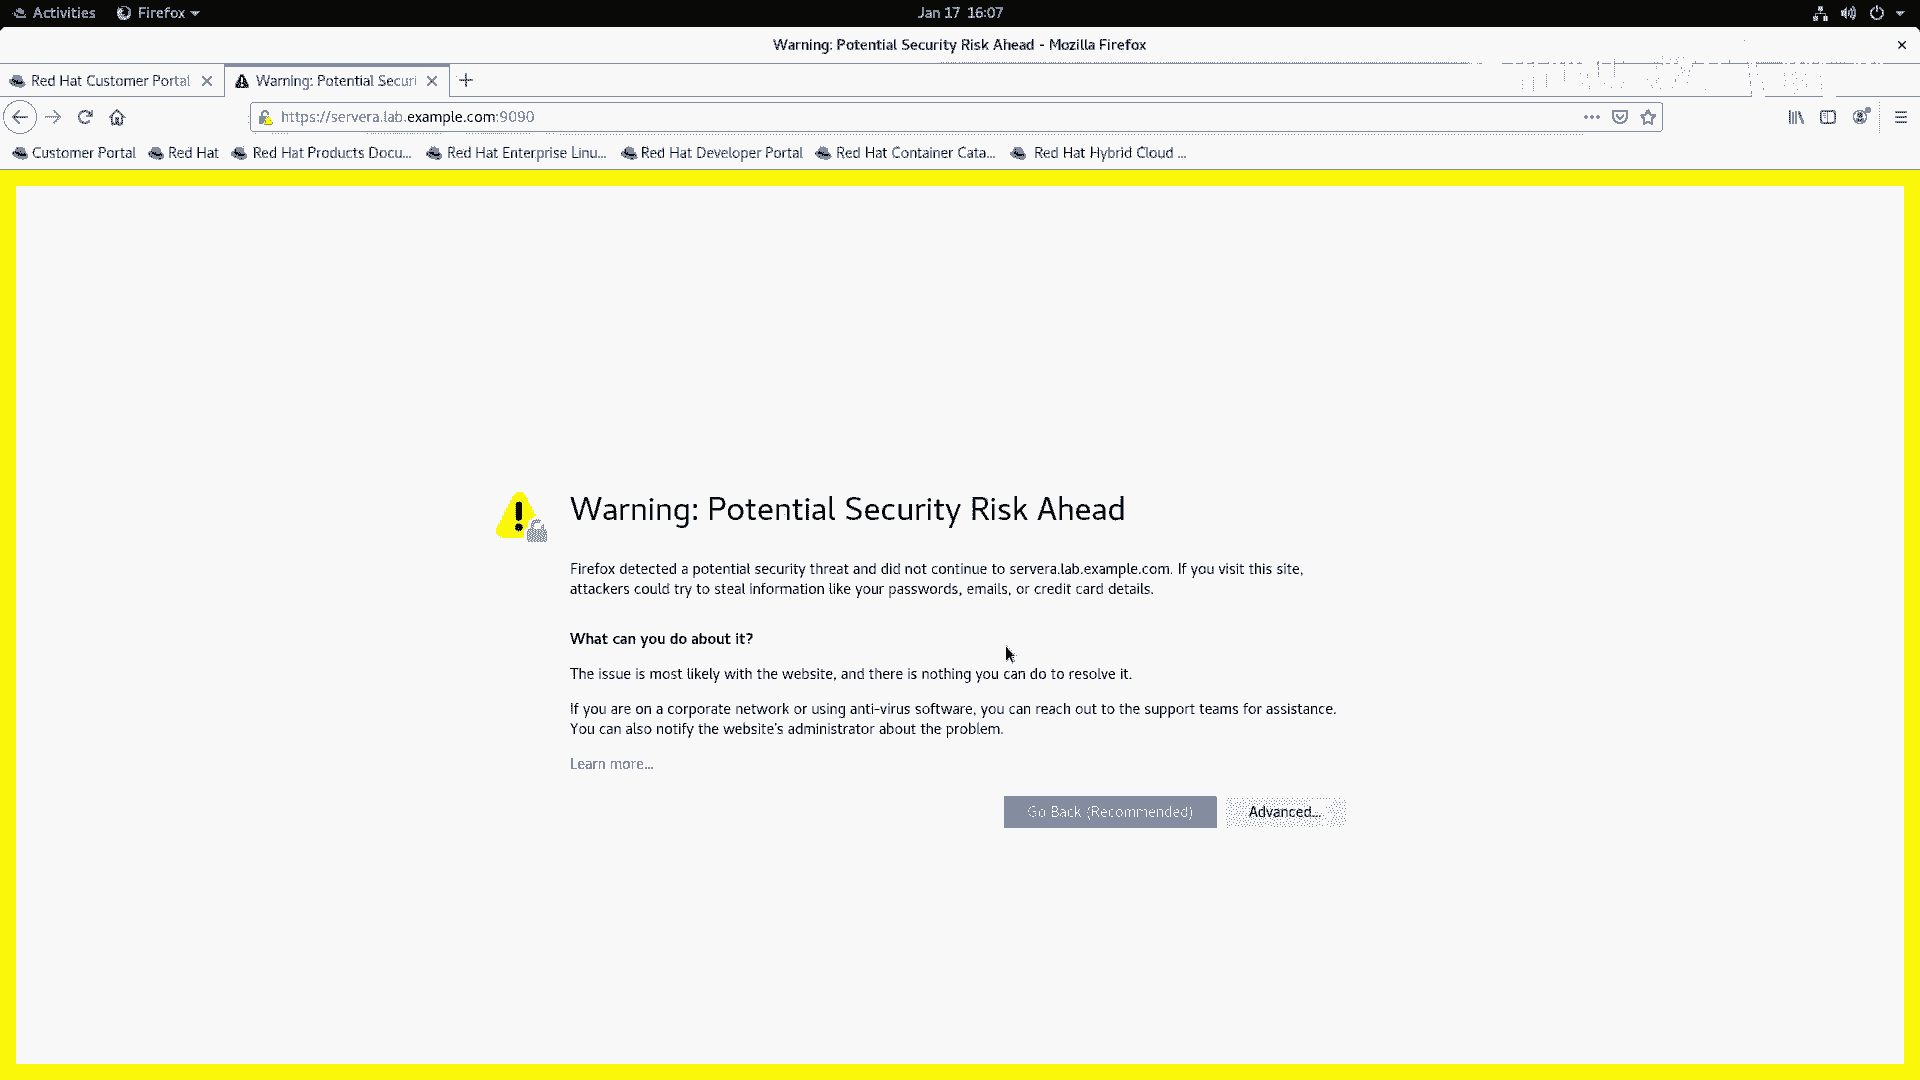 Activities
Firefox
Jan 17 16:07
Warning: Potential Security Risk Ahead - Mozilla Firefox
Red Hat Customer Portal
Warning: Potential Securi
https://servera.lab.example.com:9090
Customer Portal
Red Hat
Red Hat Products Docu...
Red Hat Enterprise Linu...
Red Hat Developer Portal
Red Hat Container Cata...
Red Hat Hybrid Cloud ...
Warning: Potential Security Risk Ahead
Firefox detected a potential security threat and did not continue to servera.lab.example.com. If you visit this site,
attackers could try to steal information like your passwords, emails, or credit card details.
What can you do about it?
The issue is most likely with the website, and there is nothing you can do to resolve it.
If you are on a corporate network or using anti-virus software, you can reach out to the support teams for assistance.
You can also notify the website's administrator about the problem.
Learn more...
Go Back (Recommended)
Advanced...